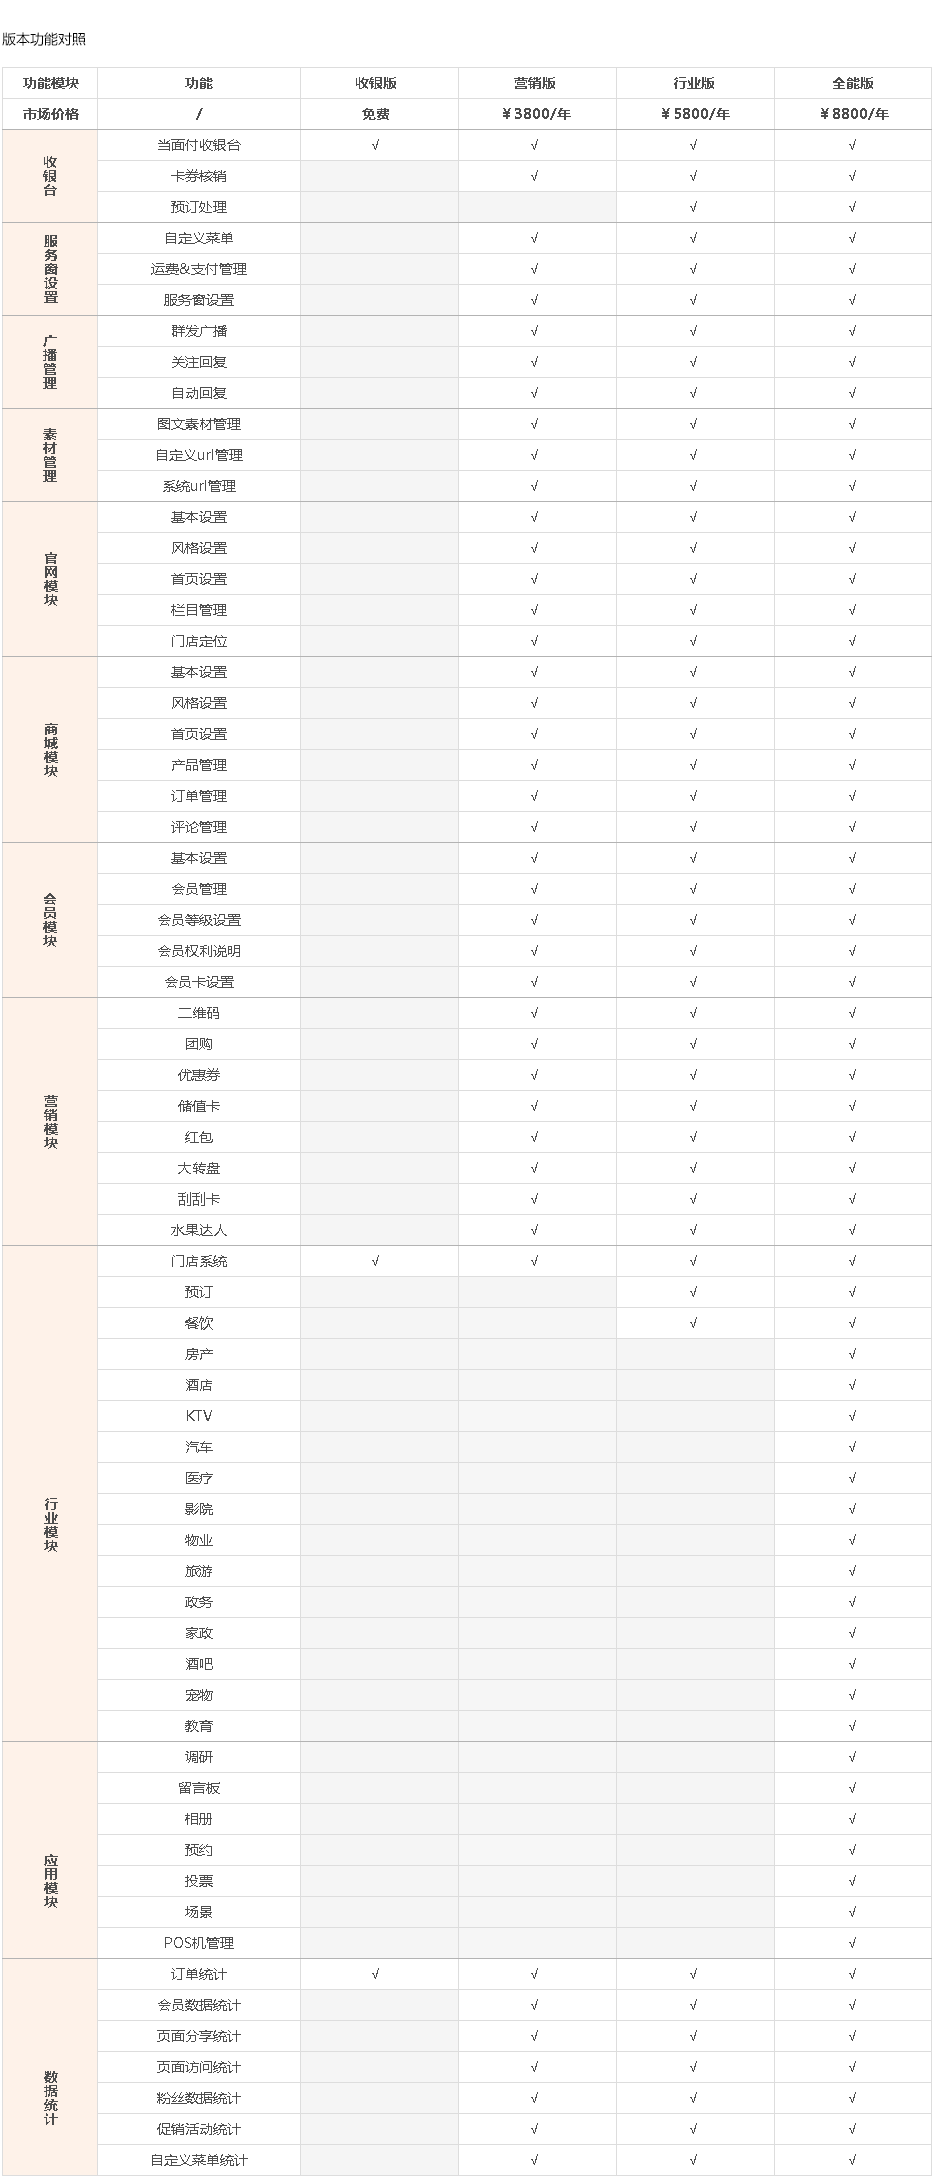 版本功能对照
功能模块 功能 收银版 营销版 行业版 全能版
市场价格 / 免费 ￥3800/年 ￥5800/年 ￥8800/年
收银台
当面付收银台 √ √ √ √
卡券核销 √ √ √
预订处理 √ √
服务窗设置
自定义菜单 √ √ √
运费&支付管理 √ √ √
服务窗设置 √ √ √
广播管理
群发广播 √ √ √
关注回复 √ √ √
自动回复 √ √ √
素材管理
图文素材管理 √ √ √
自定义url管理 √ √ √
系统url管理 √ √ √
官网模块
基本设置 √ √ √
风格设置 √ √ √
首页设置 √ √ √
栏目管理 √ √ √
门店定位 √ √ √
商城模块
基本设置 √ √ √
风格设置 √ √ √
首页设置 √ √ √
产品管理 √ √ √
订单管理 √ √ √
评论管理 √ √ √
会员模块
基本设置 √ √ √
会员管理 √ √ √
会员等级设置 √ √ √
会员权利说明 √ √ √
会员卡设置 √ √ √
营销模块
二维码 √ √ √
团购 √ √ √
优惠券 √ √ √
储值卡 √ √ √
红包 √ √ √
大转盘 √ √ √
刮刮卡 √ √ √
水果达人 √ √ √
行业模块
门店系统 √ √ √ √
预订 √ √
餐饮 √ √
房产 √
酒店 √
KTV √
汽车 √
医疗 √
影院 √
物业 √
旅游 √
政务 √
家政 √
酒吧 √
宠物 √
教育 √
应用模块
调研 √
留言板 √
相册 √
预约 √
投票 √
场景 √
POS机管理 √
数据统计
订单统计 √ √ √ √
会员数据统计 √ √ √
页面分享统计 √ √ √
页面访问统计 √ √ √
粉丝数据统计 √ √ √
促销活动统计 √ √ √
自定义菜单统计 √ √ √